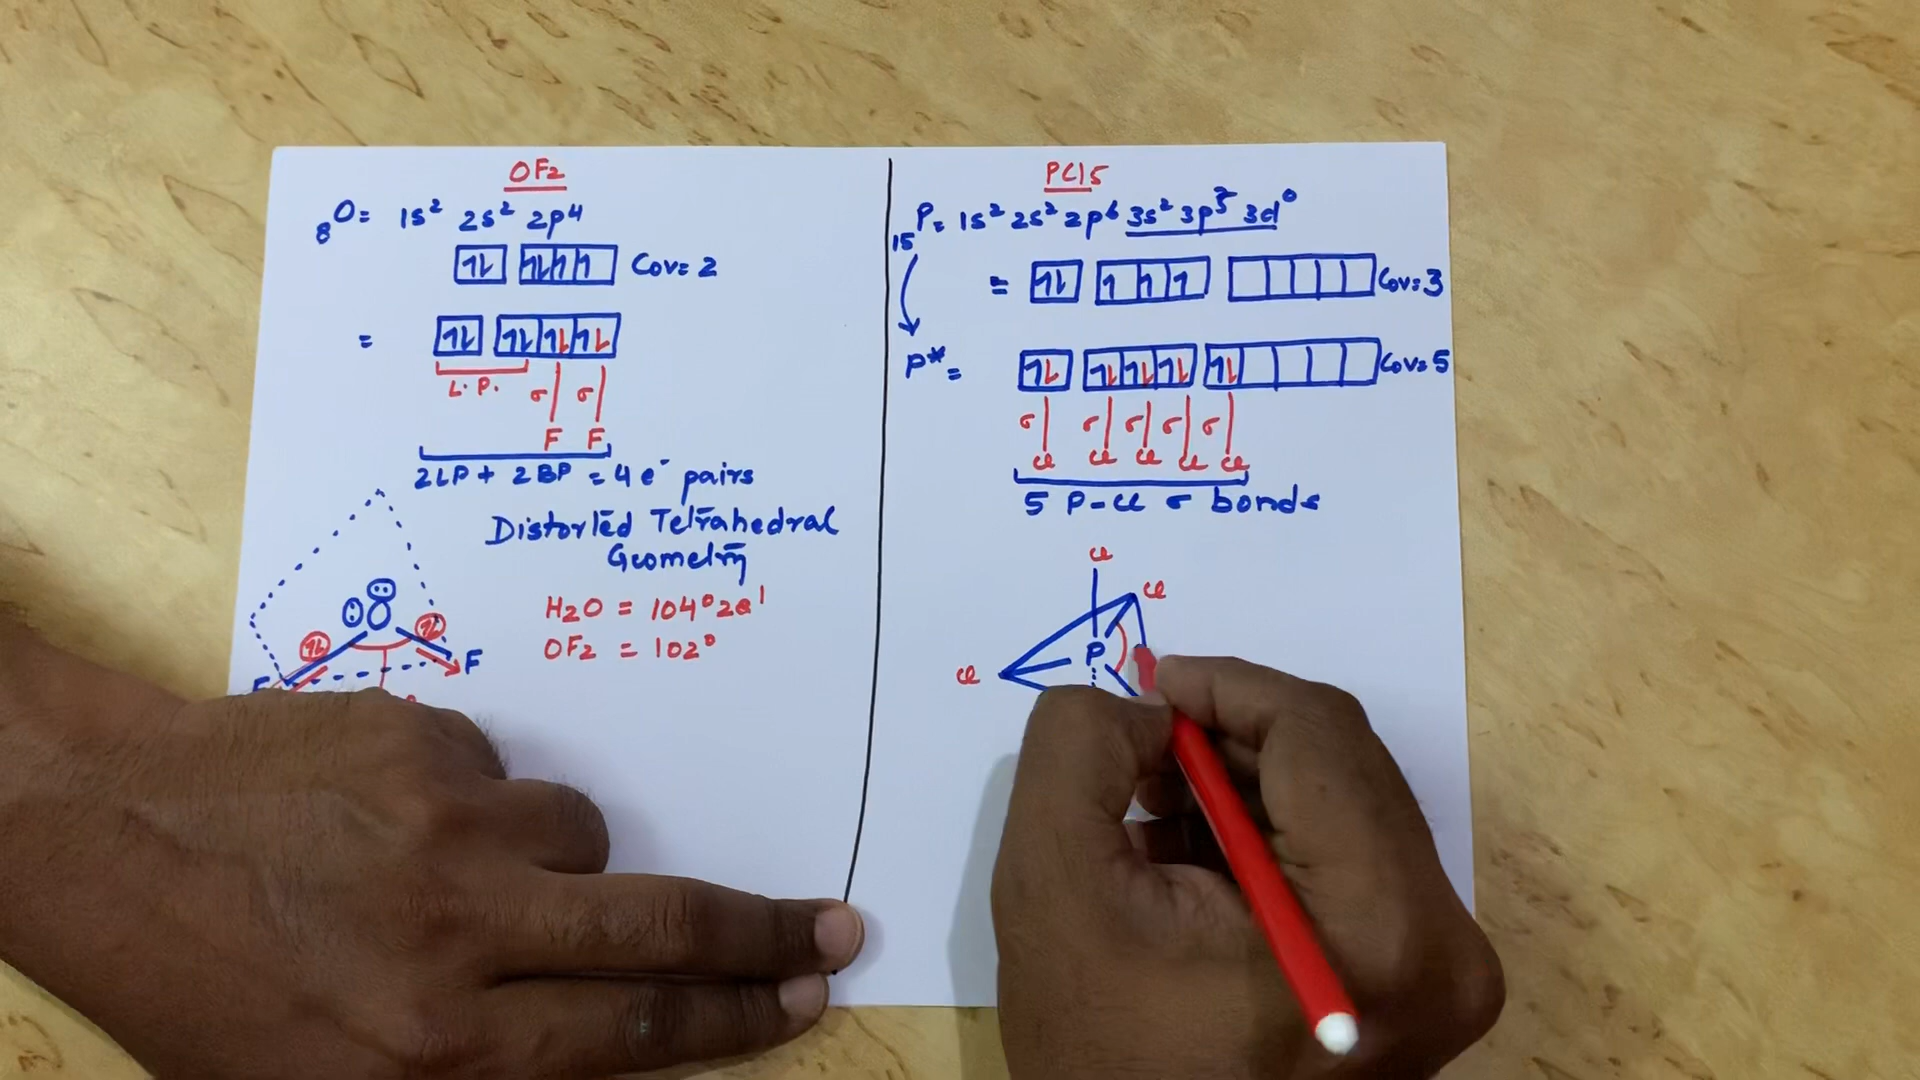 OF₂
₈O = 1s² 2s² 2p⁴
Cov = 2
=
L.P. σ σ
F F
2LP + 2BP = 4 e⁻ pairs
Distorted Tetrahedral
Geometry
H₂O = 104°28'
OF₂ = 102°
O
F
PCl5
₁₅P = 1s² 2s² 2p⁶ 3s² 3p³ 3d⁰
= Cov = 3
P* = Cov = 5
σ σ σ σ σ
Cl Cl Cl Cl Cl
5 P-Cl σ bonds
Cl
Cl
P
Cl